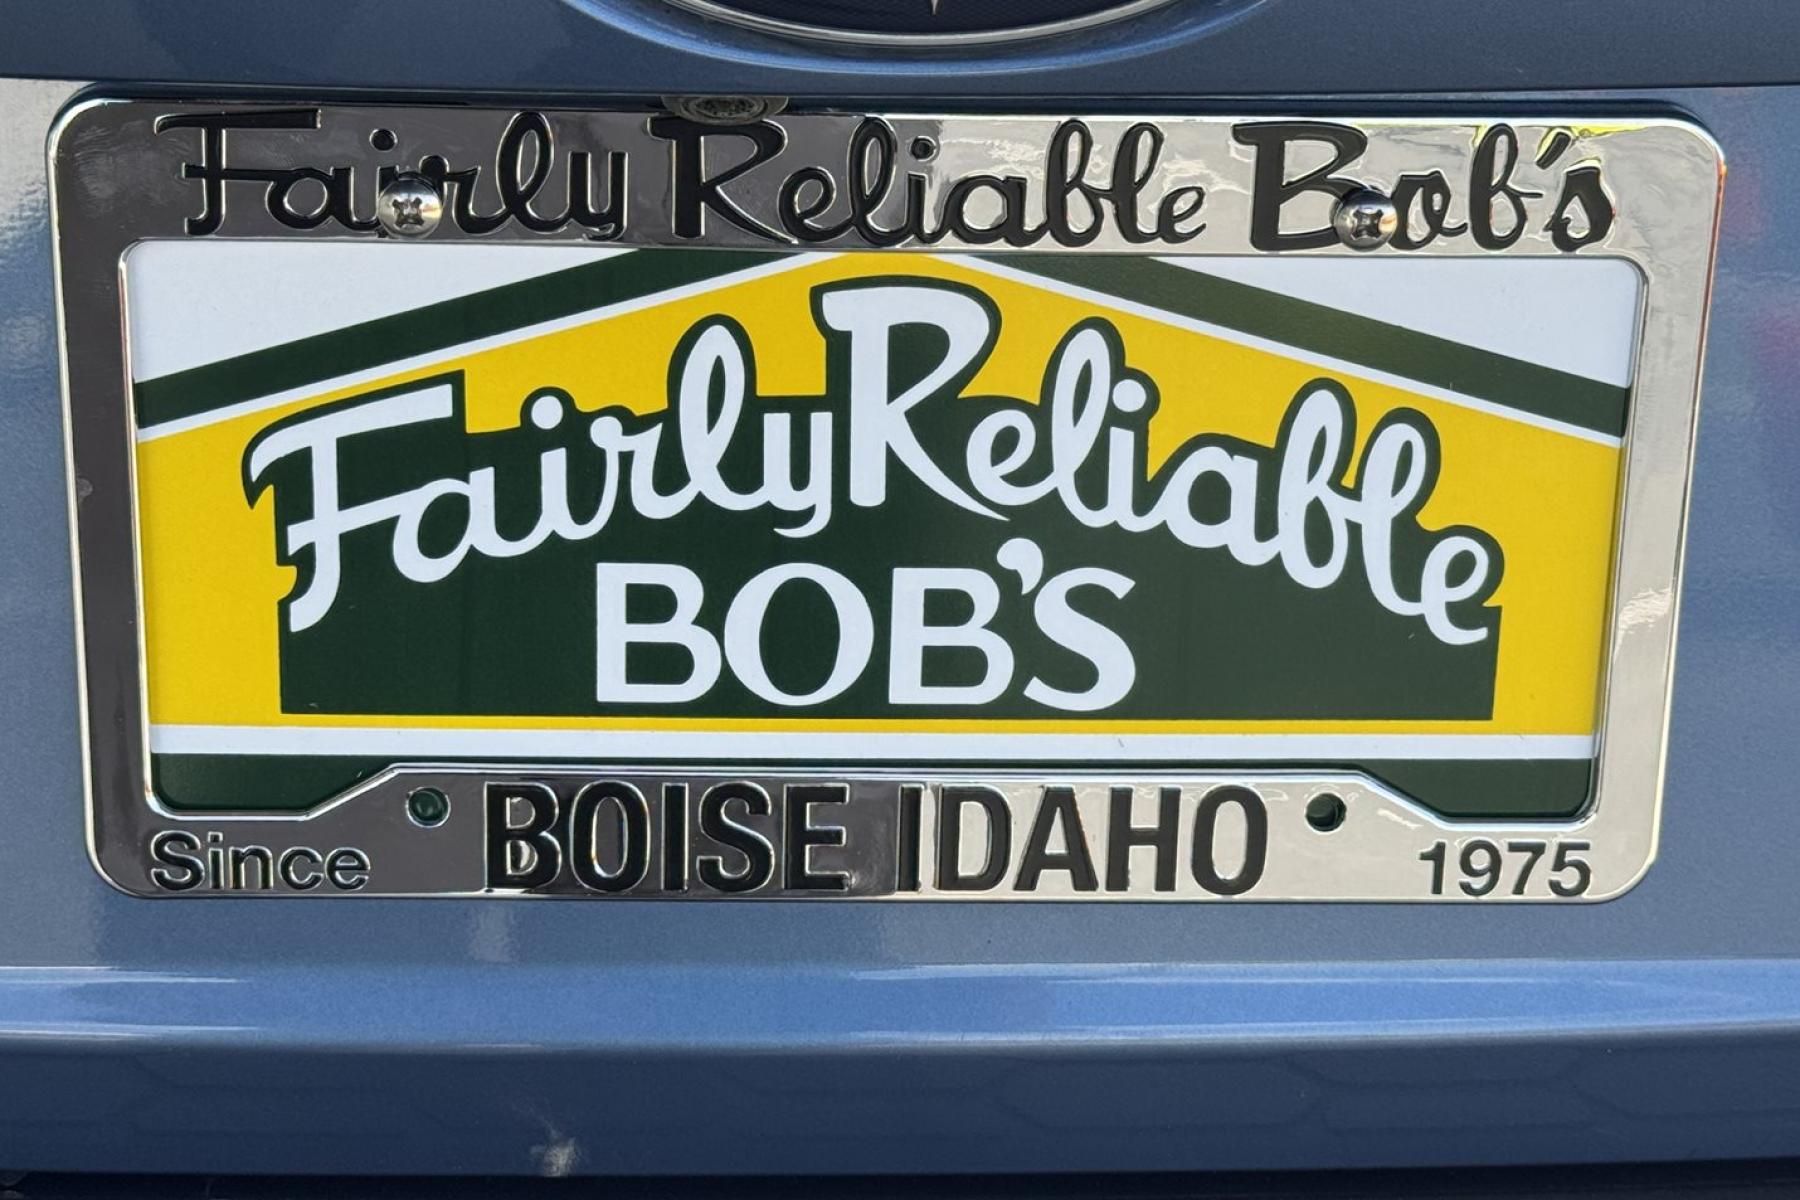 Fairly Reliable Bob's
Fairly Reliable
BOB'S
Since BOISE IDAHO 1975